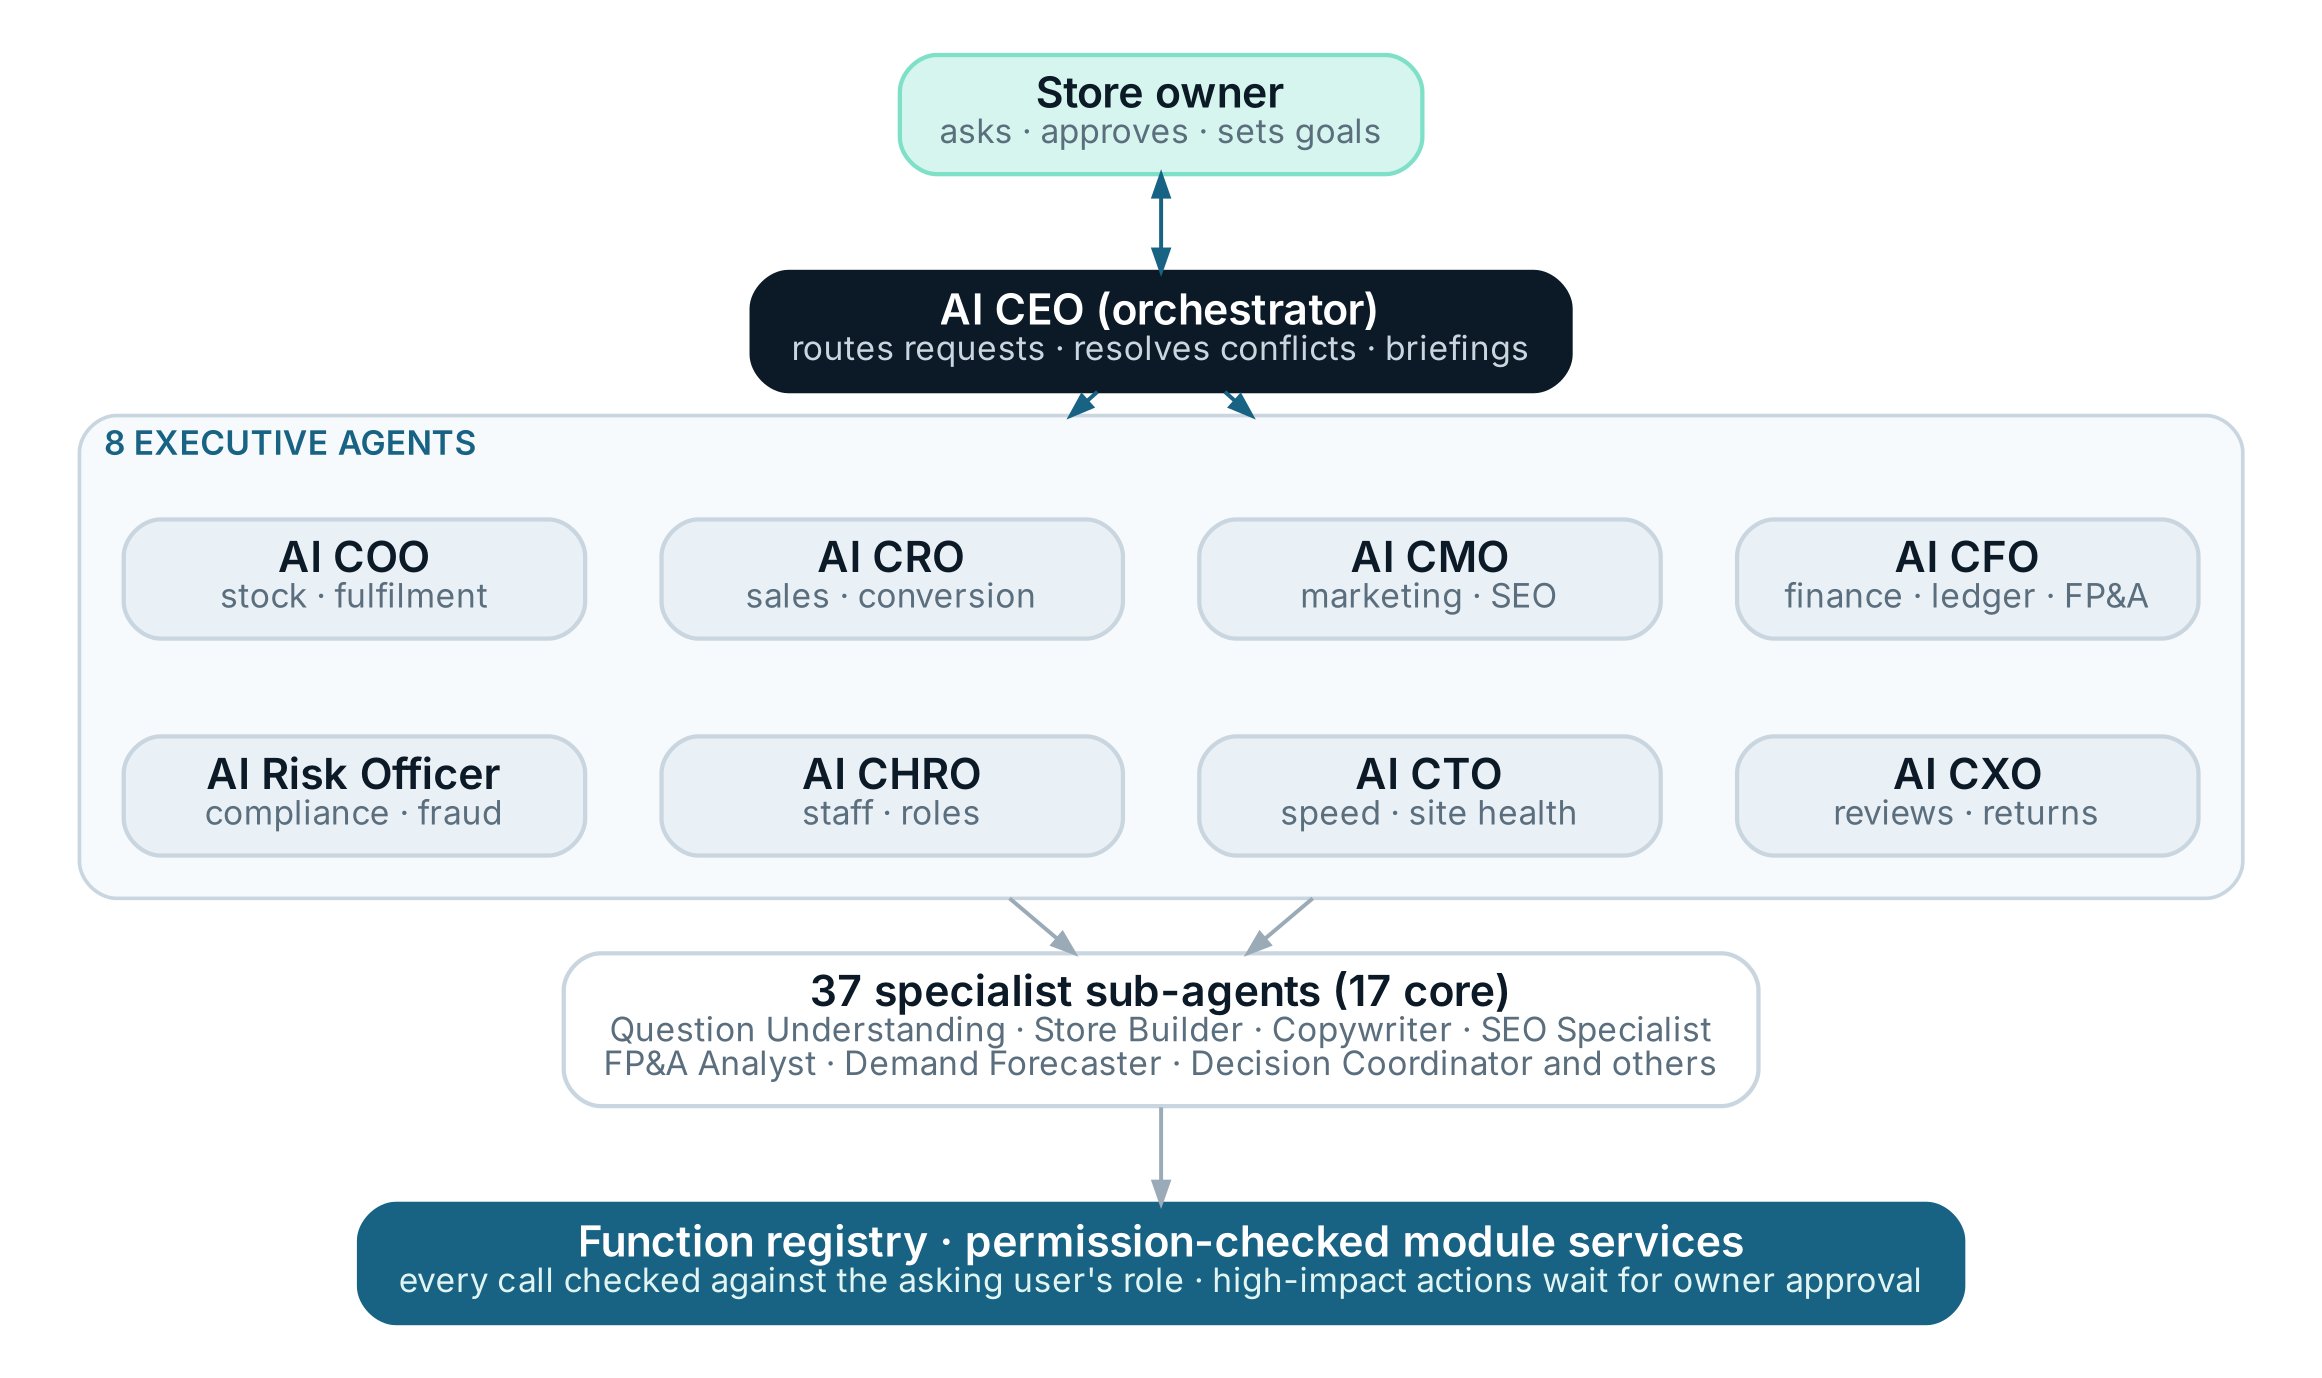 Store owner
asks · approves · sets goals
AI CEO (orchestrator)
routes requests · resolves conflicts · briefings
8 EXECUTIVE AGENTS
AI COO
stock · fulfilment
AI CRO
sales · conversion
AI CMO
marketing · SEO
AI CFO
finance · ledger · FP&A
AI Risk Officer
compliance · fraud
AI CHRO
staff · roles
AI CTO
speed · site health
AI CXO
reviews · returns
37 specialist sub-agents (17 core)
Question Understanding · Store Builder · Copywriter · SEO Specialist
FP&A Analyst · Demand Forecaster · Decision Coordinator and others
Function registry · permission-checked module services
every call checked against the asking user's role · high-impact actions wait for owner approval